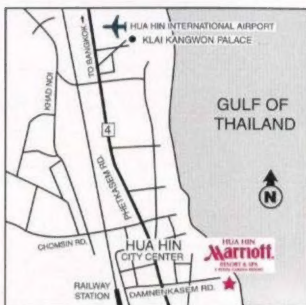 HUA HIN INTERNATIONAL AIRPORT
KLAI KANGWON PALACE
TO BANGKOK
KHAO NOI
GULF OF
THAILAND
4
PHETKASEM RD.
N
CHOMSIN RD.
HUA HIN
CITY CENTER
HUA HIN
Marriott
RESORT & SPA
RAILWAY
STATION
DAMNERNKASEM RD.